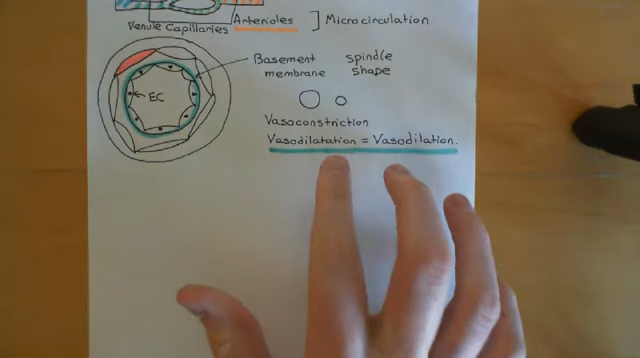 Venule Capillaries Arterioles ] Microcirculation
Basement membrane
spindle shape
EC
Vasoconstriction
Vasodilatation = Vasodilation.